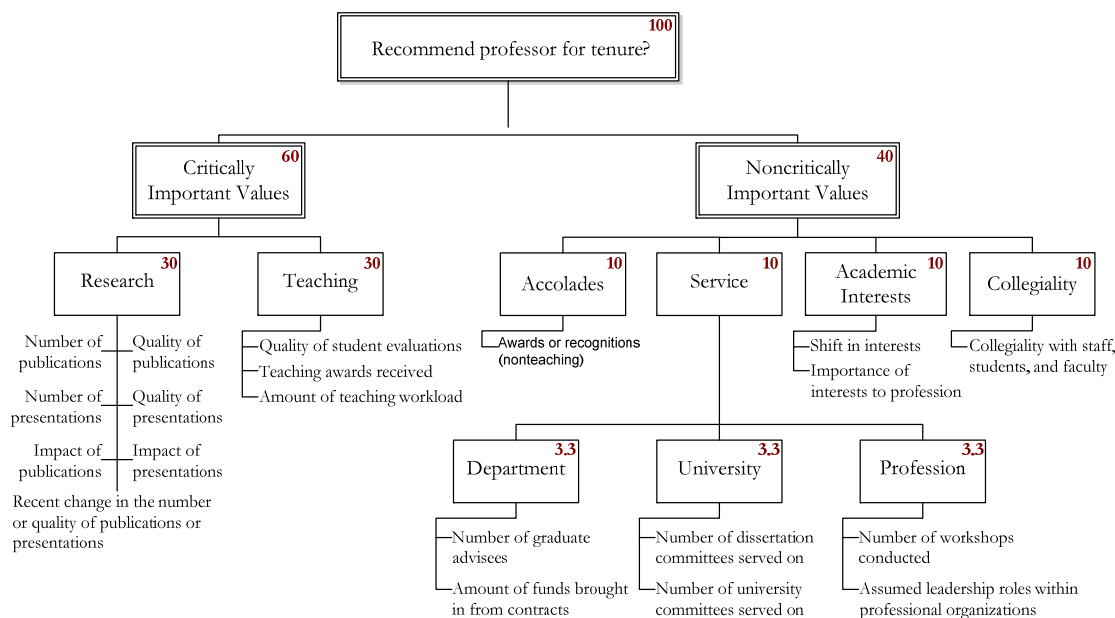 100
Recommend professor for tenure?
60
Critically
Important Values
40
Noncritically
Important Values
30
Research
30
Teaching
10
Accolades
10
Service
10
Academic
Interests
10
Collegiality
Number of
publications
Quality of
publications
Number of
presentations
Quality of
presentations
Impact of
publications
Impact of
presentations
Recent change in the number
or quality of publications or
presentations
Quality of student evaluations
Teaching awards received
Amount of teaching workload
Awards or recognitions
(nonteaching)
Shift in interests
Importance of
interests to profession
Collegiality with staff,
students, and faculty
3.3
Department
3.3
University
3.3
Profession
Number of graduate
advisees
Amount of funds brought
in from contracts
Number of dissertation
committees served on
Number of university
committees served on
Number of workshops
conducted
Assumed leadership roles within
professional organizations